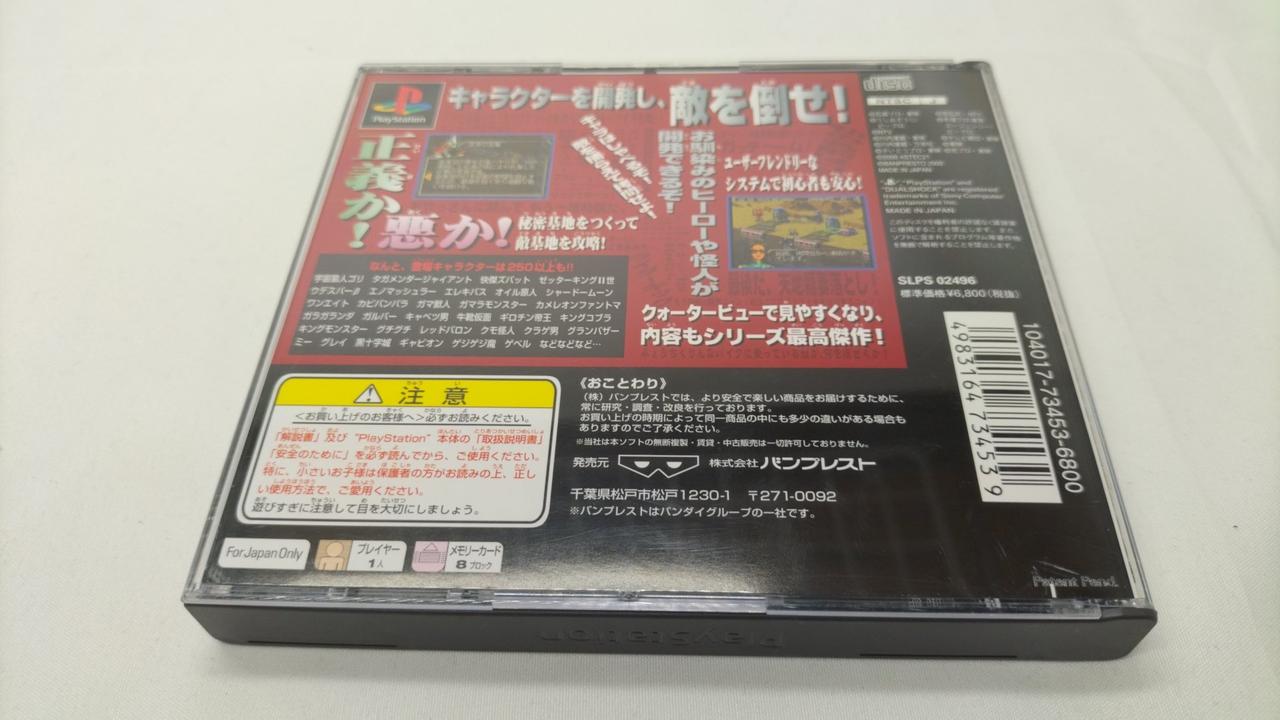 PlayStation
キャラクターを開発し、敵を倒せ！
正義か！
悪か！
秘密基地をつくって
敵基地を攻略！
お馴染みのヒーローや怪人が
開発できるぞ！
ユーザーフレンドリーな
システムで初心者も安心！
クォータービューで見やすくなり、
内容もシリーズ最高傑作！
なんと、登場キャラクターは250以上も!!
宇宙猿人ゴリ タガメンダージャイアント 快傑ズバット ゼッターキングII世
エノマッシュラー エレキバス オイル原人 シャドームーン
ワンエイト カビビンバラ ガマ獣人 ガマラモンスター カメレオンファントマ
ガラガランダ ガルバー キャベツ男 牛靴仮面 ギロチン帝王 キングコブラ
キングモンスター グチグチ レッドバロン クモ怪人 クラゲ男 グランバザー
ミー グレイ 黒十字城 ギャビオン ゲジゲジ魔 ゲベル などなどなど…
disc
NTSC J
MADE IN JAPAN
"PlayStation" and
"DUALSHOCK" are registered
trademarks of Sony Computer
Entertainment Inc.
MADE IN JAPAN
SLPS 02496
標準価格￥6,800（税抜）
104017-73453-6800
4983164734539
注意
＜お買い上げのお客様へ＞必ずお読みください。
「解説書」及び "PlayStation" 本体の「取扱説明書」
「安全のために」を必ず読んでから、ご使用ください。
特に、小さいお子様は保護者の方がお読みの上、正し
い使用方法で、ご愛用ください。
遊びすぎに注意して目を大切にしましょう。
《おことわり》
（株）バンプレストでは、より安全で楽しい商品をお届けするために、
常に研究・調査・改良を行っております。
お買い上げの時期によって同一商品の中にも多少の違いがある場合も
ありますのでご了承ください。
※当社は本ソフトの無断複製・賃貸・中古販売は一切許可しておりません。
発売元 株式会社 バンプレスト
千葉県松戸市松戸1230-1 〒271-0092
※バンプレストはバンダイグループの一社です。
For Japan Only
プレイヤー
1人
メモリーカード
8 ブロック
Patent Pend.
PlayStation